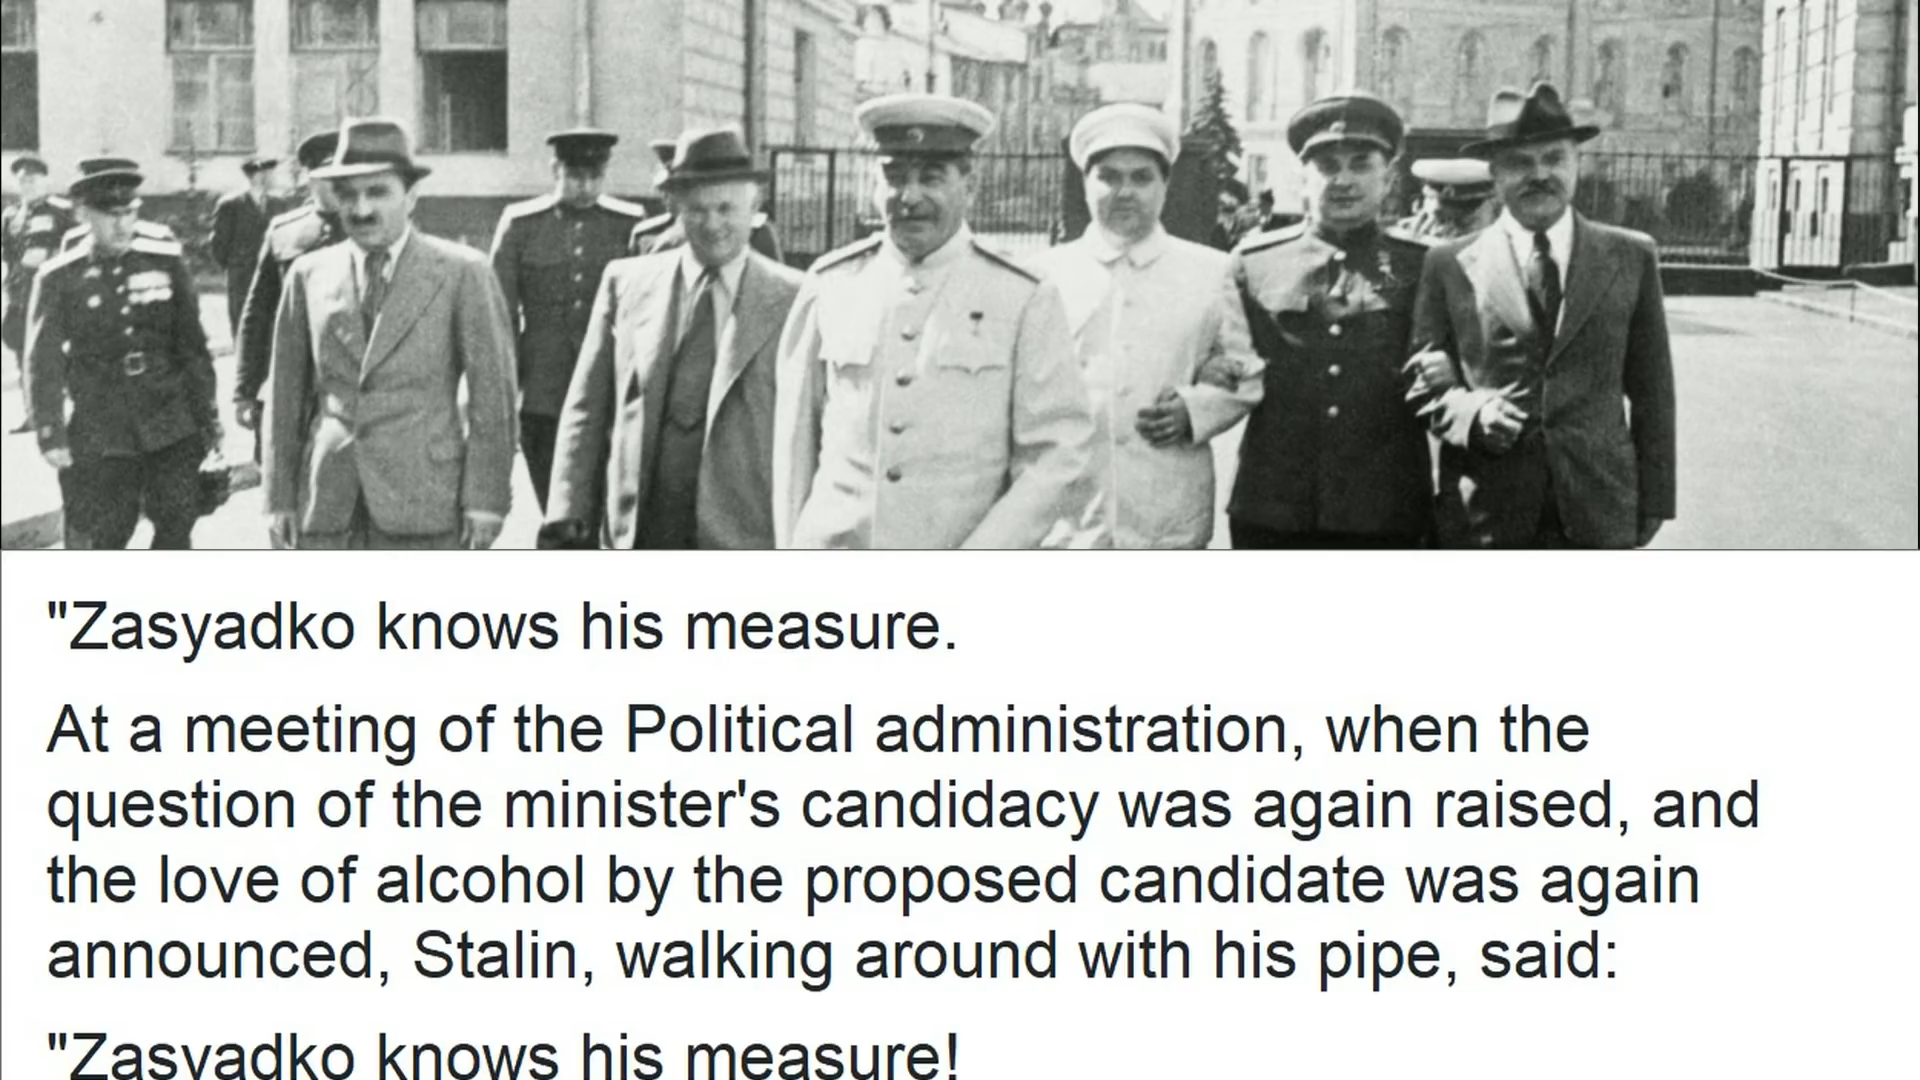 "Zasyadko knows his measure.
At a meeting of the Political administration, when the
question of the minister's candidacy was again raised, and
the love of alcohol by the proposed candidate was again
announced, Stalin, walking around with his pipe, said:
"Zasyadko knows his measure!